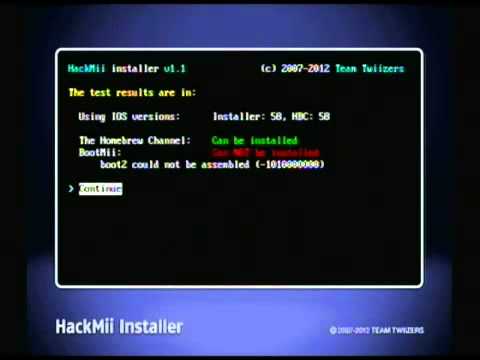 HackMii installer v1.1 (c) 2007-2012 Team Twiizers
The test results are in:
Using IOS versions: Installer: 58, HBC: 58
The Homebrew Channel: Can be installed
BootMii: Can NOT be installed
boot2 could not be assembled (-1010000000)
> Continue
HackMii Installer
© 2007-2012 TEAM TWIIZERS